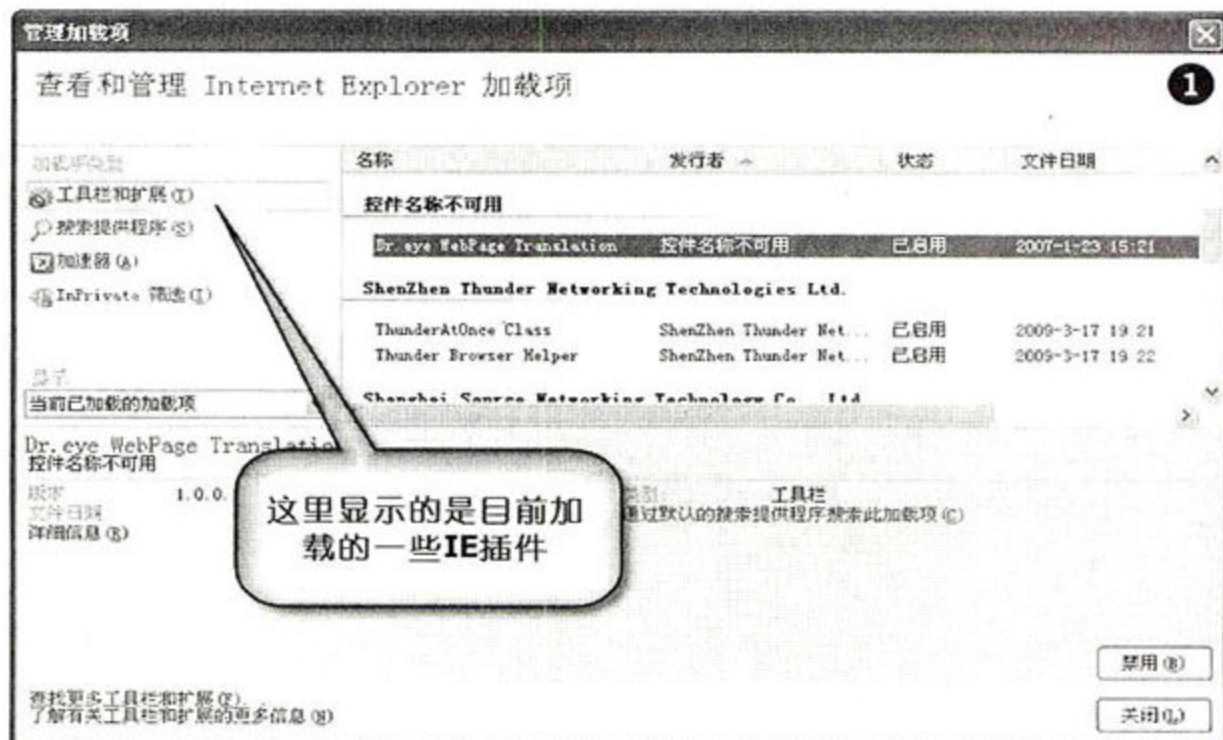 管理加载项
查看和管理 Internet Explorer 加载项
1
加载项类型
工具栏和扩展(T)
搜索提供程序(S)
加速器(A)
InPrivate 筛选(I)
显示
当前已加载的加载项
名称 发行者 状态 文件日期
控件名称不可用
Dr.eye WebPage Translation 控件名称不可用 已启用 2007-1-23 15:21
ShenZhen Thunder Networking Technologies Ltd.
ThunderAtOnce Class ShenZhen Thunder Net... 已启用 2009-3-17 19:21
Thunder Browser Helper ShenZhen Thunder Net... 已启用 2009-3-17 19:22
Dr.eye WebPage Translatio
控件名称不可用
版本 1.0.0.
文件日期
详细信息(R)
类型: 工具栏
通过默认的搜索提供程序搜索此加载项(C)
这里显示的是目前加
载的一些IE插件
禁用(B)
查找更多工具栏和扩展(F)...
了解有关工具栏和扩展的更多信息(N)
关闭(L)